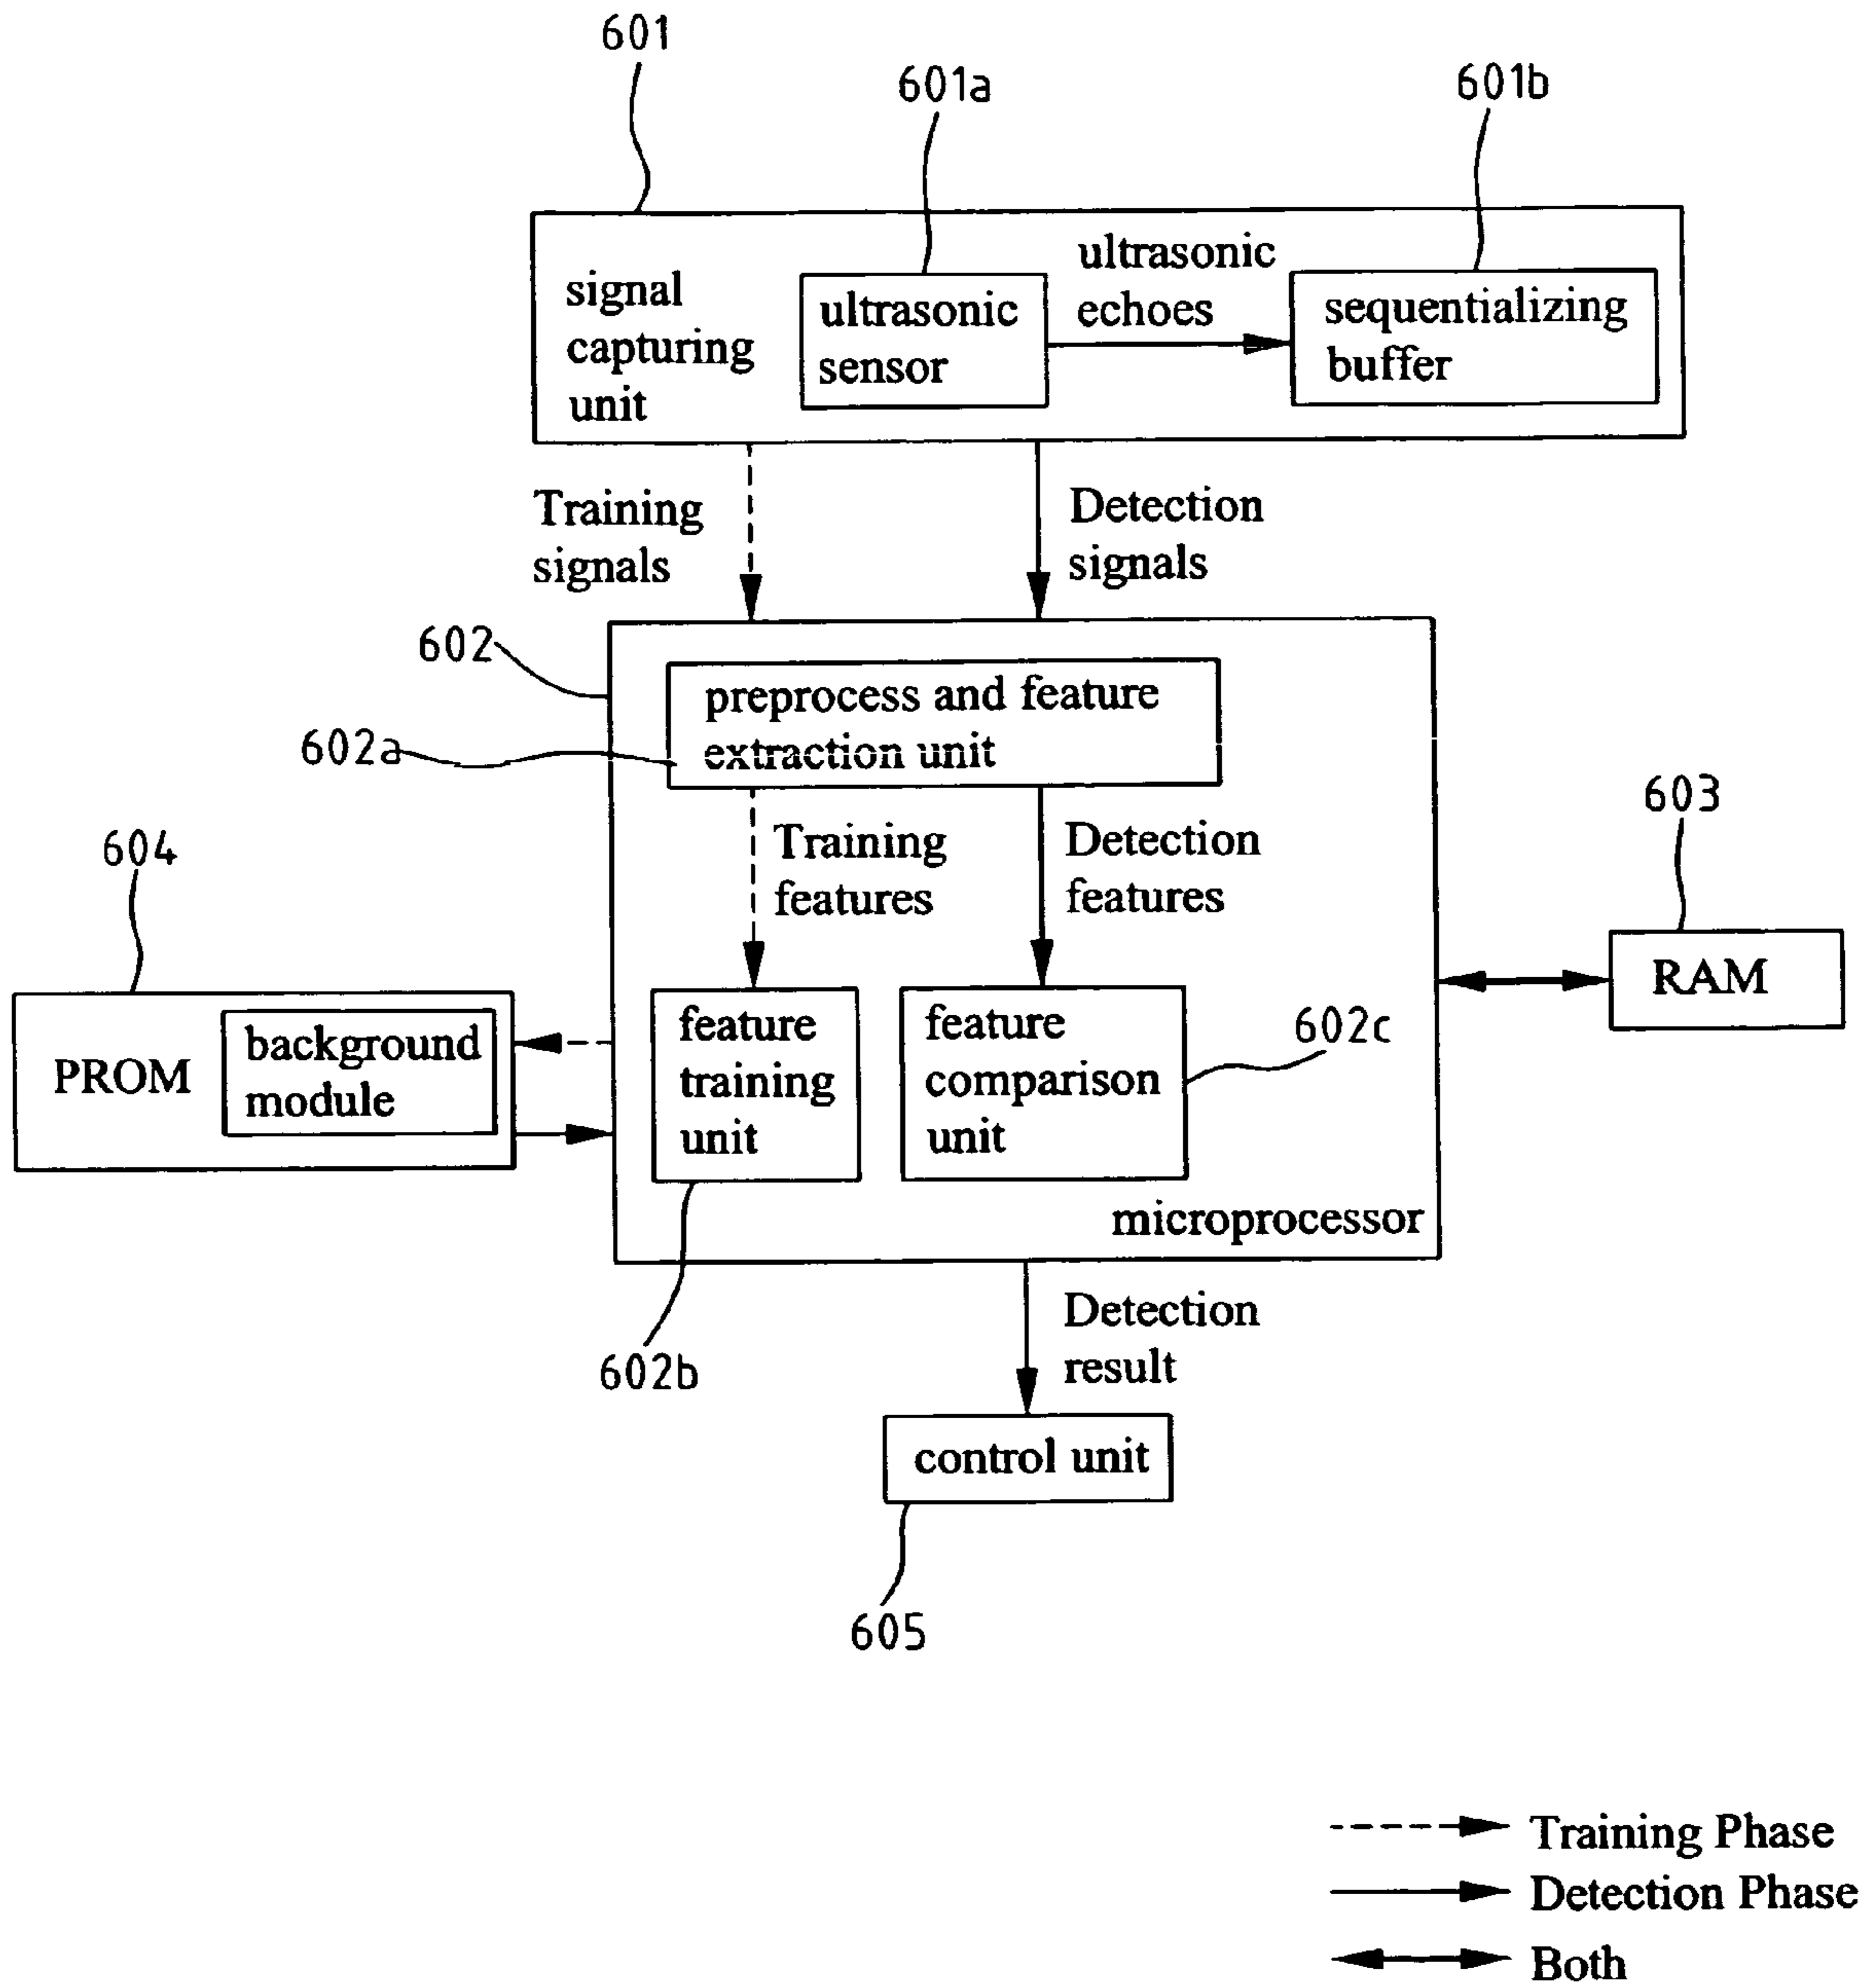 601
601a
601b
signal
capturing
unit
ultrasonic
sensor
ultrasonic
echoes
sequentializing
buffer
Training
signals
Detection
signals
602
preprocess and feature
extraction unit
602a
Training
features
Detection
features
603
RAM
604
PROM
background
module
feature
training
unit
feature
comparison
unit
602c
microprocessor
602b
Detection
result
control unit
605
Training Phase
Detection Phase
Both